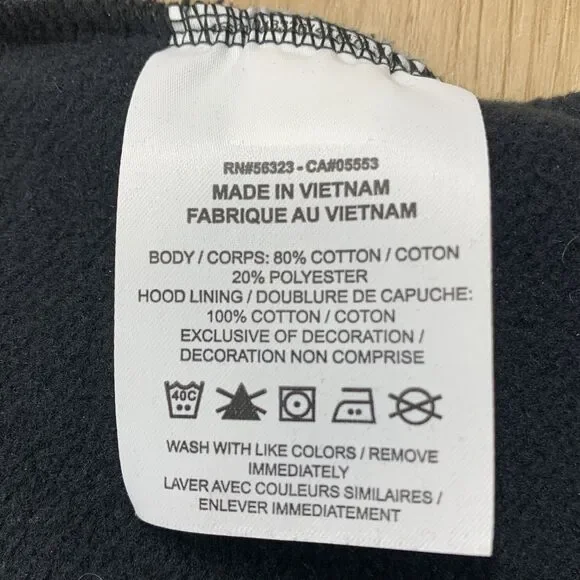 RN#56323 - CA#05553
MADE IN VIETNAM
FABRIQUE AU VIETNAM
BODY / CORPS: 80% COTTON / COTON
20% POLYESTER
HOOD LINING / DOUBLURE DE CAPUCHE:
100% COTTON / COTON
EXCLUSIVE OF DECORATION /
DECORATION NON COMPRISE
40C
WASH WITH LIKE COLORS / REMOVE
IMMEDIATELY
LAVER AVEC COULEURS SIMILAIRES /
ENLEVER IMMEDIATEMENT